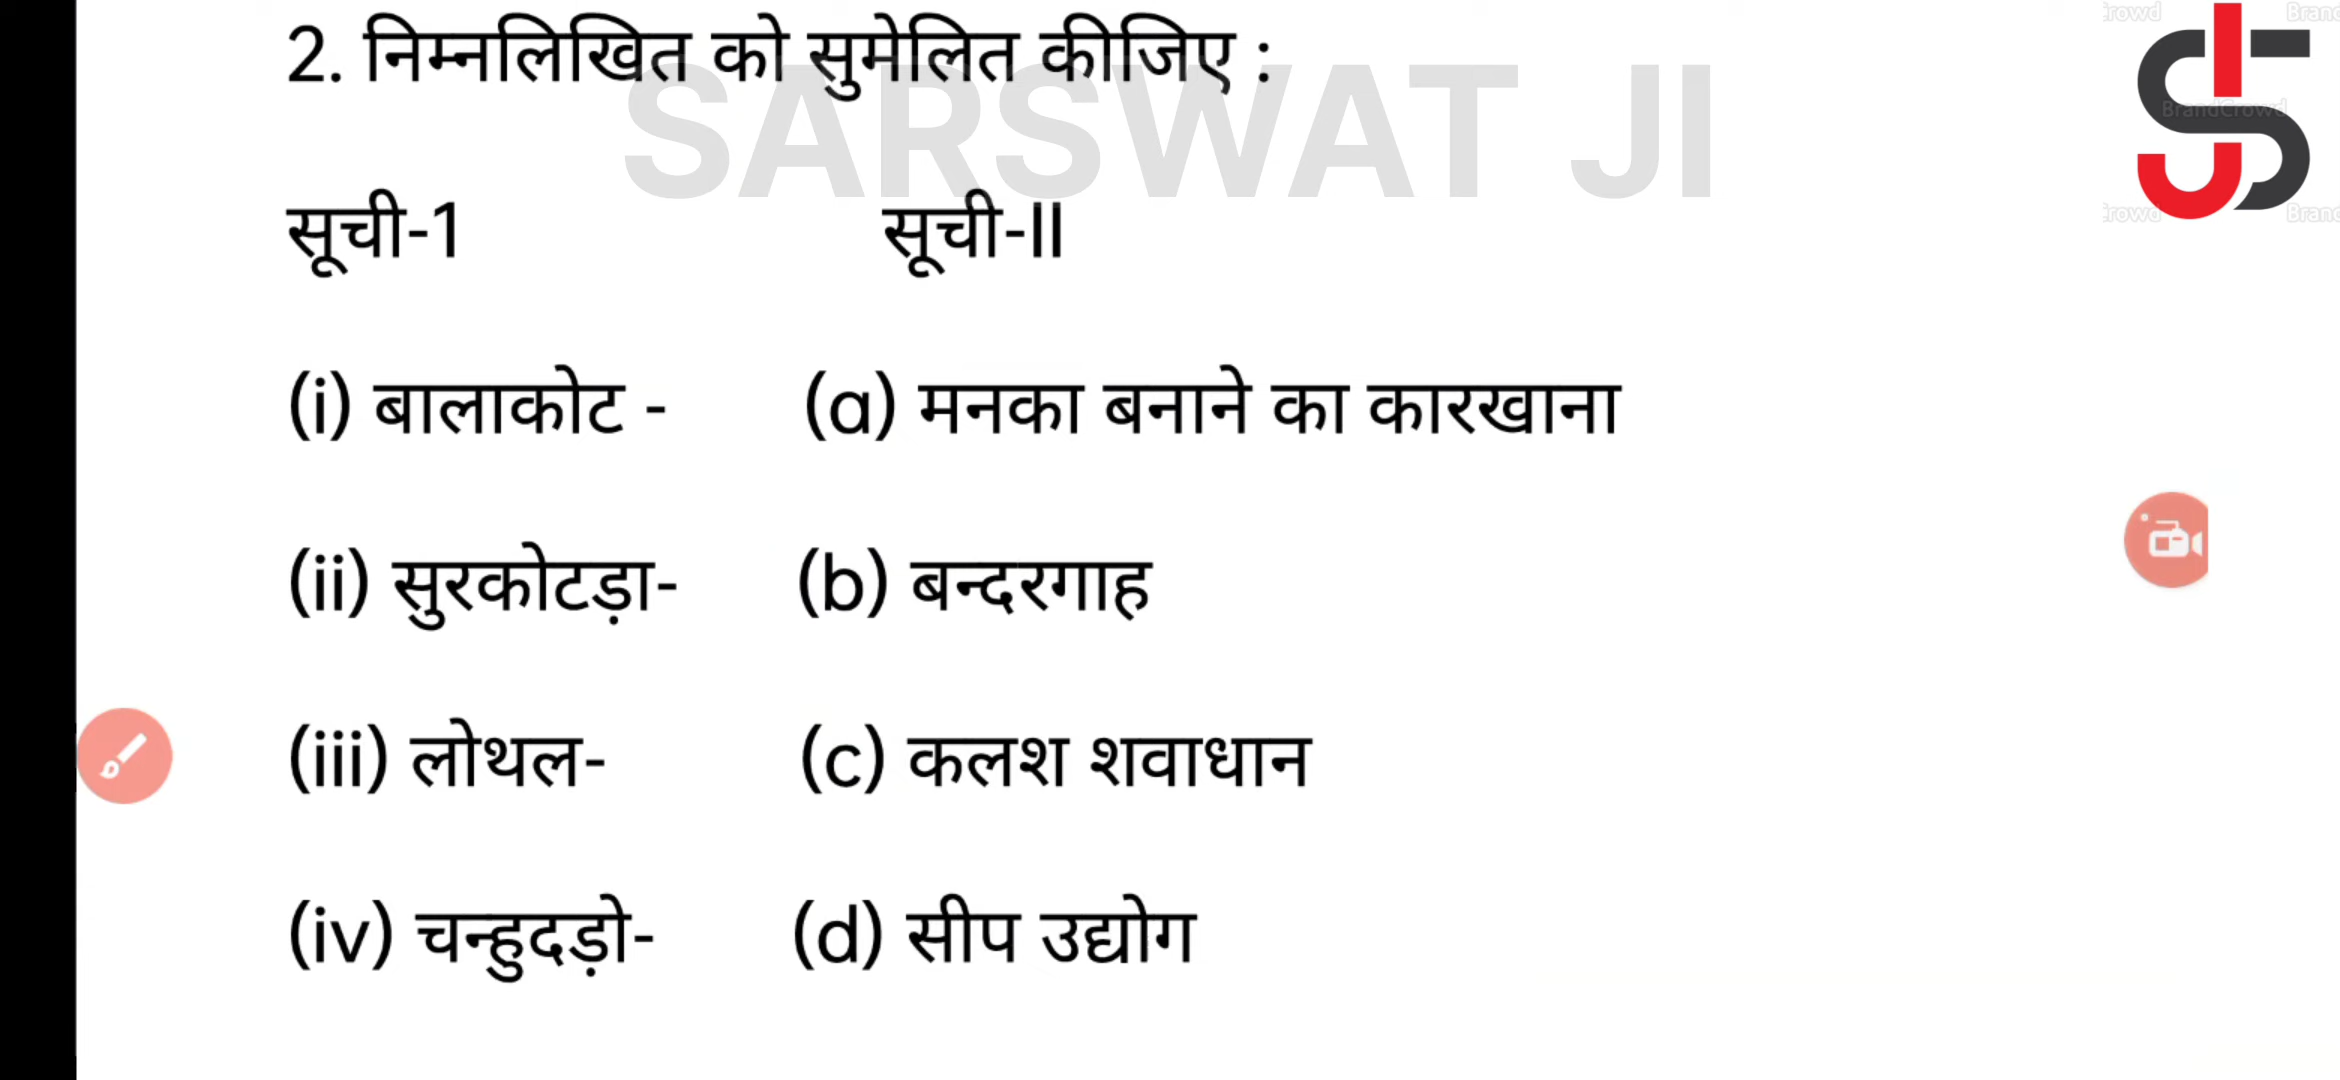 2. निम्नलिखित को सुमेलित कीजिए :
SARSWAT JI
सूची-1 सूची-II
(i) बालाकोट - (a) मनका बनाने का कारखाना
(ii) सुरकोटड़ा- (b) बन्दरगाह
(iii) लोथल- (c) कलश शवाधान
(iv) चन्हुदड़ो- (d) सीप उद्योग
BrandCrowd